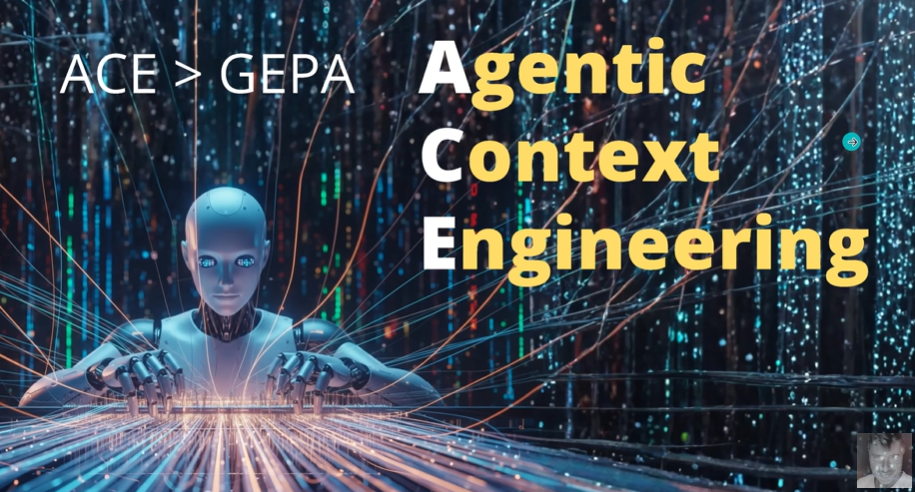 ACE > GEPA
Agentic
Context
Engineering